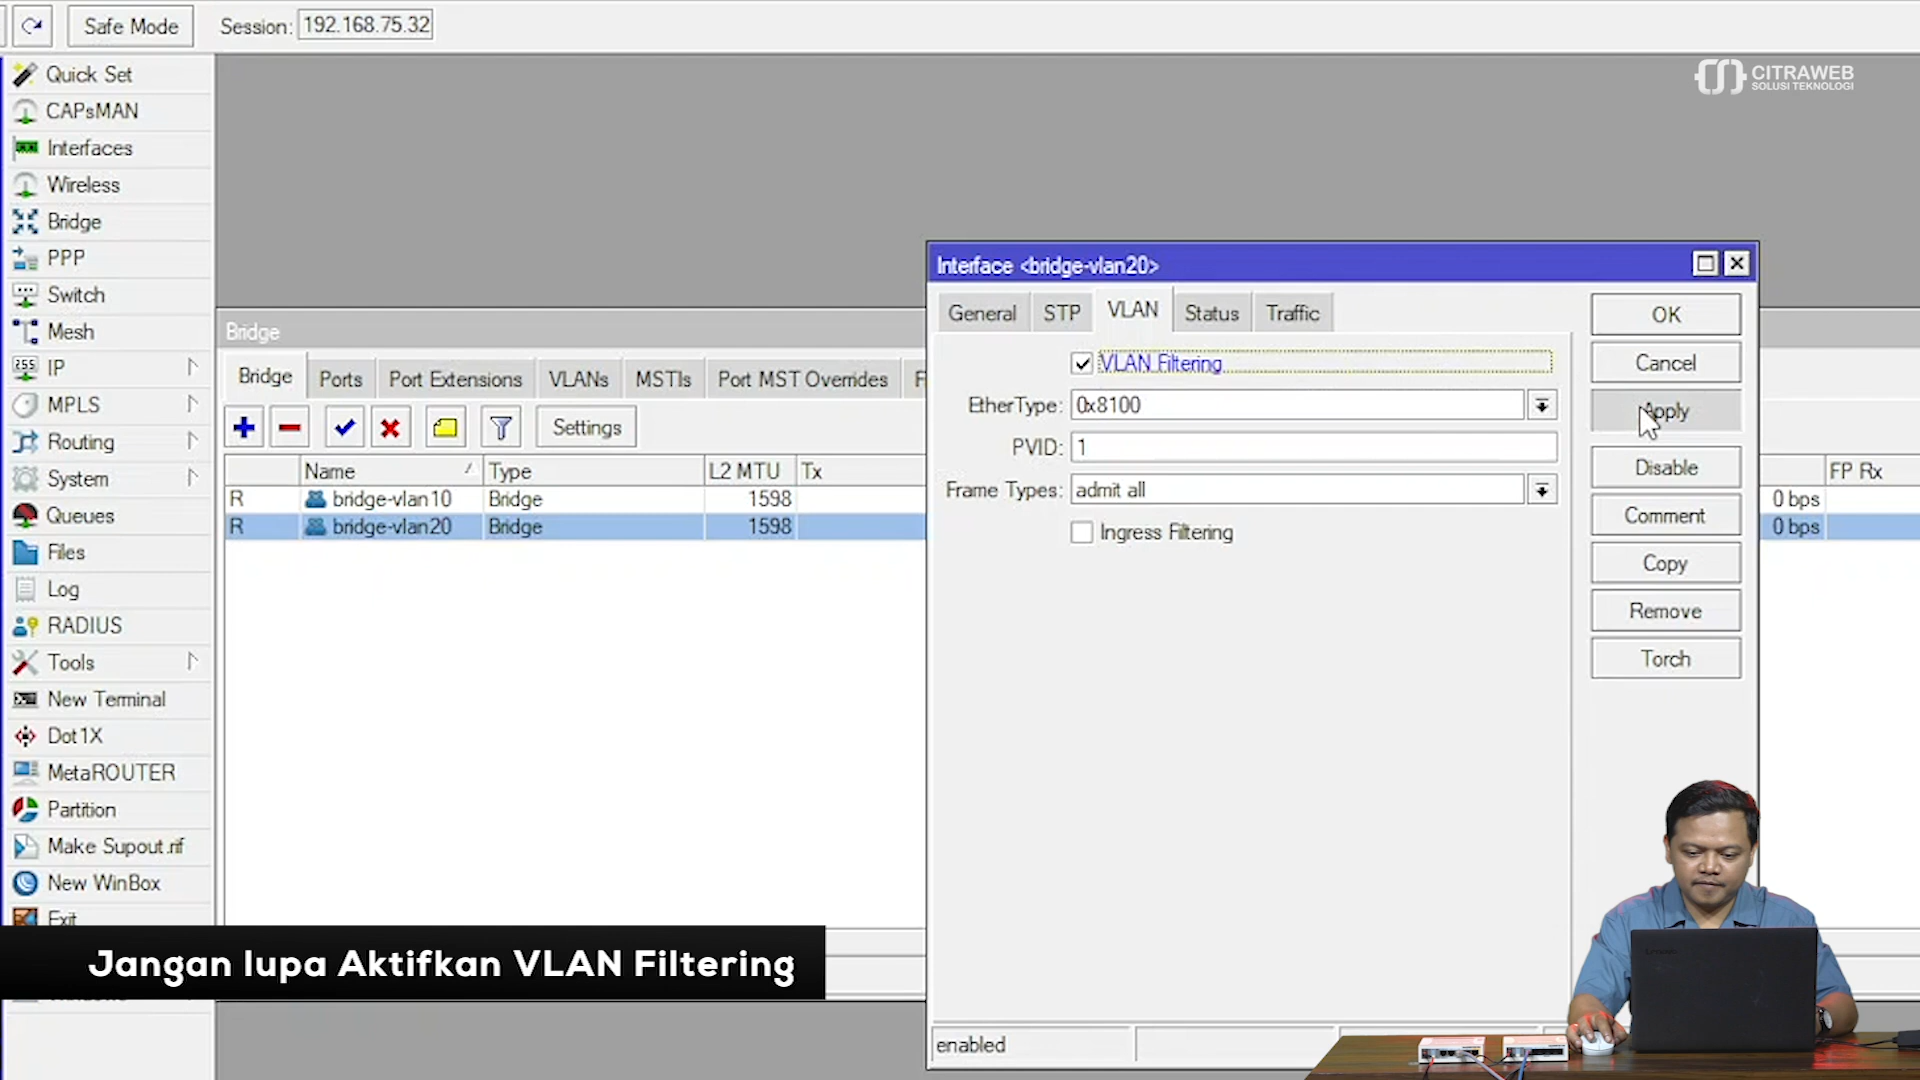 Safe Mode
Session: 192.168.75.32
CITRAWEB
SOLUSI TEKNOLOGI
Quick Set
CAPsMAN
Interfaces
Wireless
Bridge
PPP
Switch
Mesh
IP
MPLS
Routing
System
Queues
Files
Log
RADIUS
Tools
New Terminal
Dot1X
MetaROUTER
Partition
Make Supout.rif
New WinBox
Exit
Bridge
Bridge Ports Port Extensions VLANs MSTIs Port MST Overrides F
Settings
Name Type L2 MTU Tx FP Rx
R bridge-vlan10 Bridge 1598 0 bps
R bridge-vlan20 Bridge 1598 0 bps
Interface <bridge-vlan20>
General STP VLAN Status Traffic
VLAN Filtering
EtherType: 0x8100
PVID: 1
Frame Types: admit all
Ingress Filtering
OK
Cancel
Apply
Disable
Comment
Copy
Remove
Torch
enabled
Jangan lupa Aktifkan VLAN Filtering